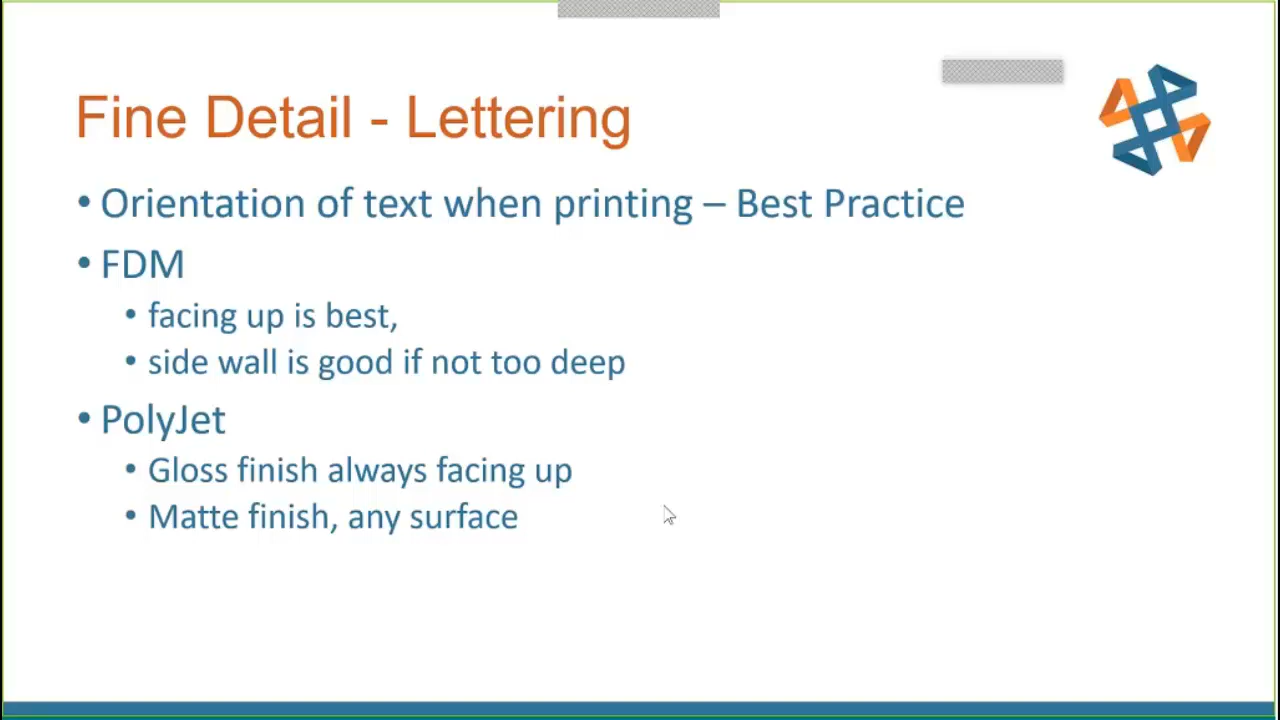 Fine Detail - Lettering
• Orientation of text when printing – Best Practice
• FDM
• facing up is best,
• side wall is good if not too deep
• PolyJet
• Gloss finish always facing up
• Matte finish, any surface